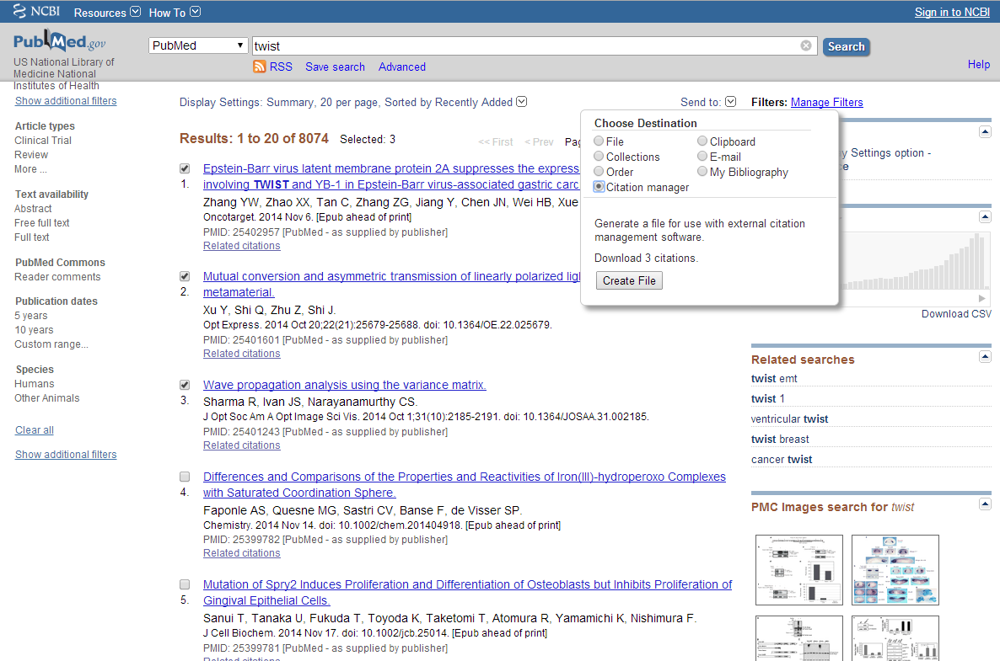 NCBI Resources How To Sign in to NCBI
PubMed.gov
US National Library of
Medicine National
Institutes of Health
PubMed twist Search
RSS Save search Advanced
Help
Show additional filters
Article types
Clinical Trial
Review
More ...
Text availability
Abstract
Free full text
Full text
PubMed Commons
Reader comments
Publication dates
5 years
10 years
Custom range...
Species
Humans
Other Animals
Clear all
Show additional filters
Display Settings: Summary, 20 per page, Sorted by Recently Added Send to:
Results: 1 to 20 of 8074 Selected: 3 << First < Prev
Epstein-Barr virus latent membrane protein 2A suppresses the express
1. involving TWIST and YB-1 in Epstein-Barr virus-associated gastric carc
Zhang YW, Zhao XX, Tan C, Zhang ZG, Jiang Y, Chen JN, Wei HB, Xue
Oncotarget. 2014 Nov 6. [Epub ahead of print]
PMID: 25402957 [PubMed - as supplied by publisher]
Related citations
Mutual conversion and asymmetric transmission of linearly polarized ligh
2. metamaterial.
Xu Y, Shi Q, Zhu Z, Shi J.
Opt Express. 2014 Oct 20;22(21):25679-25688. doi: 10.1364/OE.22.025679.
PMID: 25401601 [PubMed - as supplied by publisher]
Related citations
Wave propagation analysis using the variance matrix.
3. Sharma R, Ivan JS, Narayanamurthy CS.
J Opt Soc Am A Opt Image Sci Vis. 2014 Oct 1;31(10):2185-2191. doi: 10.1364/JOSAA.31.002185.
PMID: 25401243 [PubMed - as supplied by publisher]
Related citations
Differences and Comparisons of the Properties and Reactivities of Iron(III)-hydroperoxo Complexes
4. with Saturated Coordination Sphere.
Faponle AS, Quesne MG, Sastri CV, Banse F, de Visser SP.
Chemistry. 2014 Nov 14. doi: 10.1002/chem.201404918. [Epub ahead of print]
PMID: 25399782 [PubMed - as supplied by publisher]
Related citations
Mutation of Spry2 Induces Proliferation and Differentiation of Osteoblasts but Inhibits Proliferation of
5. Gingival Epithelial Cells.
Sanui T, Tanaka U, Fukuda T, Toyoda K, Taketomi T, Atomura R, Yamamichi K, Nishimura F.
J Cell Biochem. 2014 Nov 17. doi: 10.1002/jcb.25014. [Epub ahead of print]
PMID: 25399781 [PubMed - as supplied by publisher]
Related citations
Choose Destination
File Clipboard
Collections E-mail
Order My Bibliography
Citation manager
Generate a file for use with external citation
management software.
Download 3 citations.
Create File
Filters: Manage Filters
y Settings option -
ce
Download CSV
Related searches
twist emt
twist 1
ventricular twist
twist breast
cancer twist
PMC Images search for twist